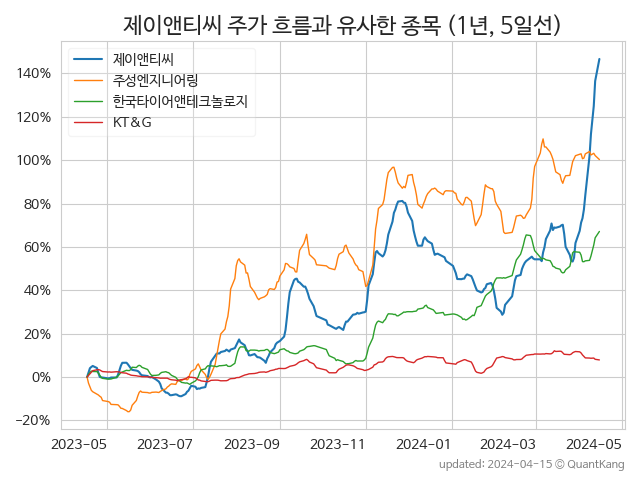 제이앤티씨 주가 흐름과 유사한 종목 (1년, 5일선)
제이앤티씨
주성엔지니어링
한국타이어앤테크놀로지
KT&G
140%
120%
100%
80%
60%
40%
20%
0%
−20%
2023-05 2023-07 2023-09 2023-11 2024-01 2024-03 2024-05
updated: 2024-04-15 © QuantKang